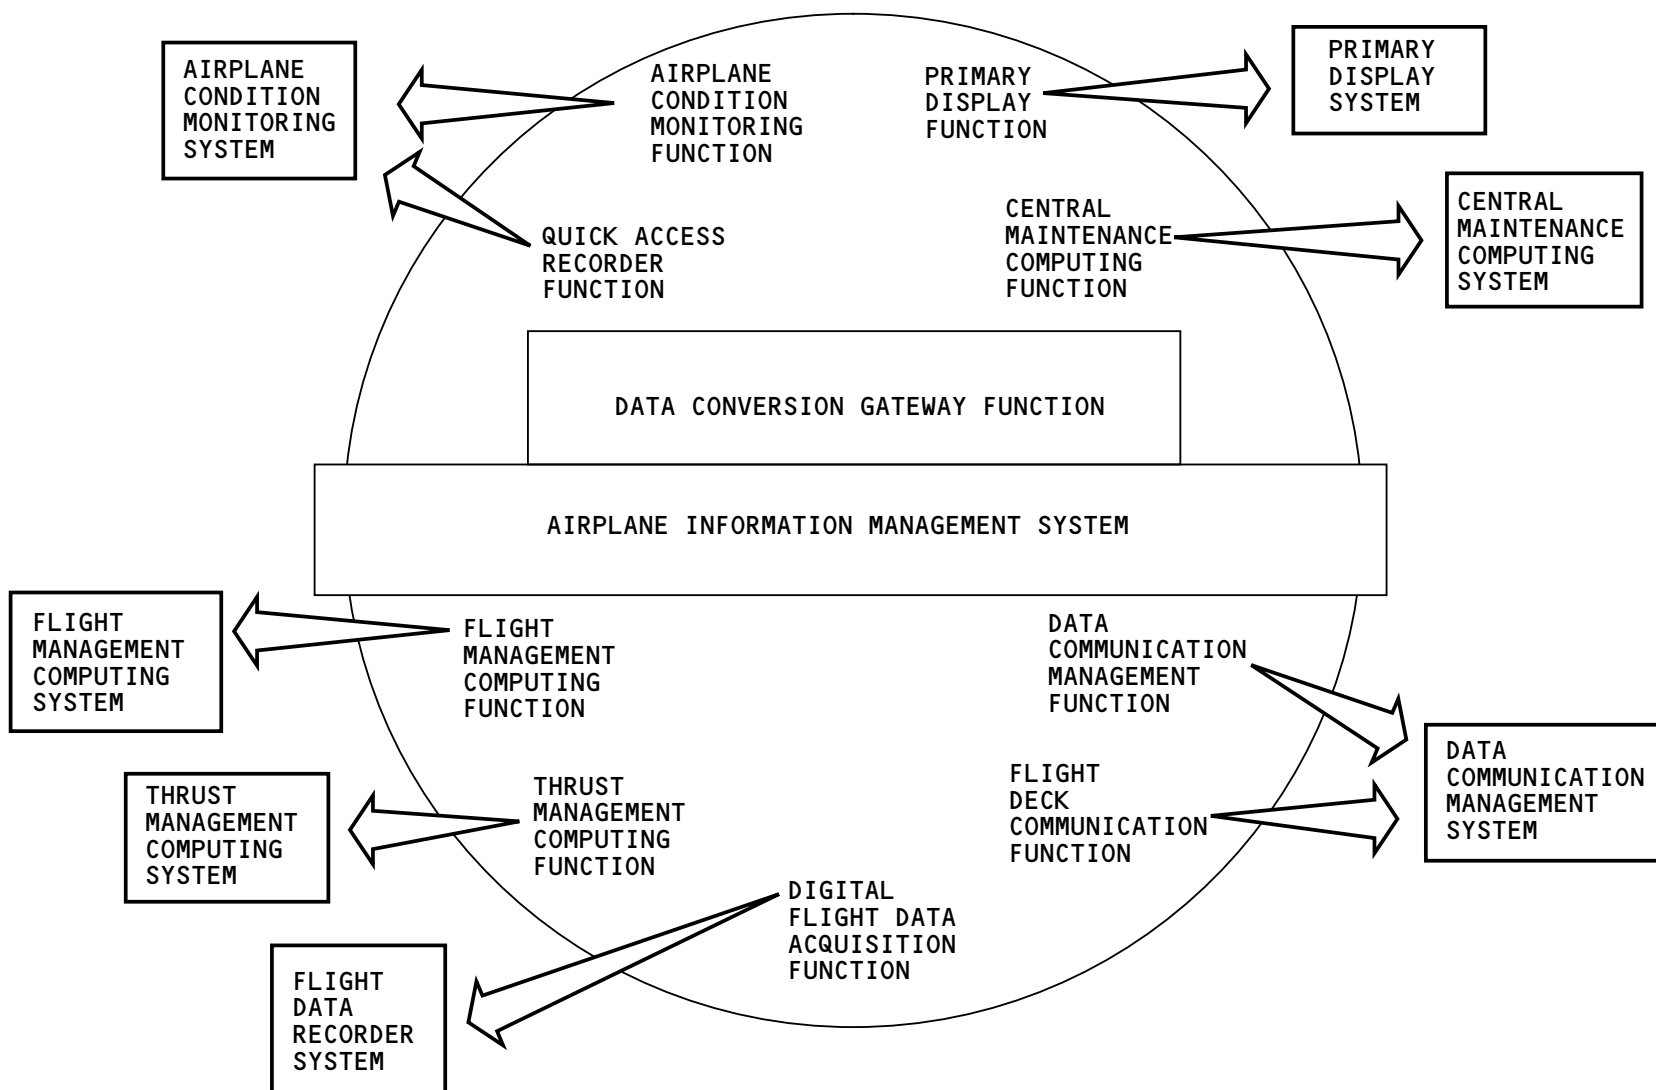 AIRPLANE
CONDITION
MONITORING
SYSTEM
AIRPLANE
CONDITION
MONITORING
FUNCTION
PRIMARY
DISPLAY
FUNCTION
PRIMARY
DISPLAY
SYSTEM
QUICK ACCESS
RECORDER
FUNCTION
CENTRAL
MAINTENANCE
COMPUTING
FUNCTION
CENTRAL
MAINTENANCE
COMPUTING
SYSTEM
DATA CONVERSION GATEWAY FUNCTION
AIRPLANE INFORMATION MANAGEMENT SYSTEM
FLIGHT
MANAGEMENT
COMPUTING
SYSTEM
FLIGHT
MANAGEMENT
COMPUTING
FUNCTION
DATA
COMMUNICATION
MANAGEMENT
FUNCTION
DATA
COMMUNICATION
MANAGEMENT
SYSTEM
THRUST
MANAGEMENT
COMPUTING
SYSTEM
THRUST
MANAGEMENT
COMPUTING
FUNCTION
FLIGHT
DECK
COMMUNICATION
FUNCTION
DIGITAL
FLIGHT DATA
ACQUISITION
FUNCTION
FLIGHT
DATA
RECORDER
SYSTEM